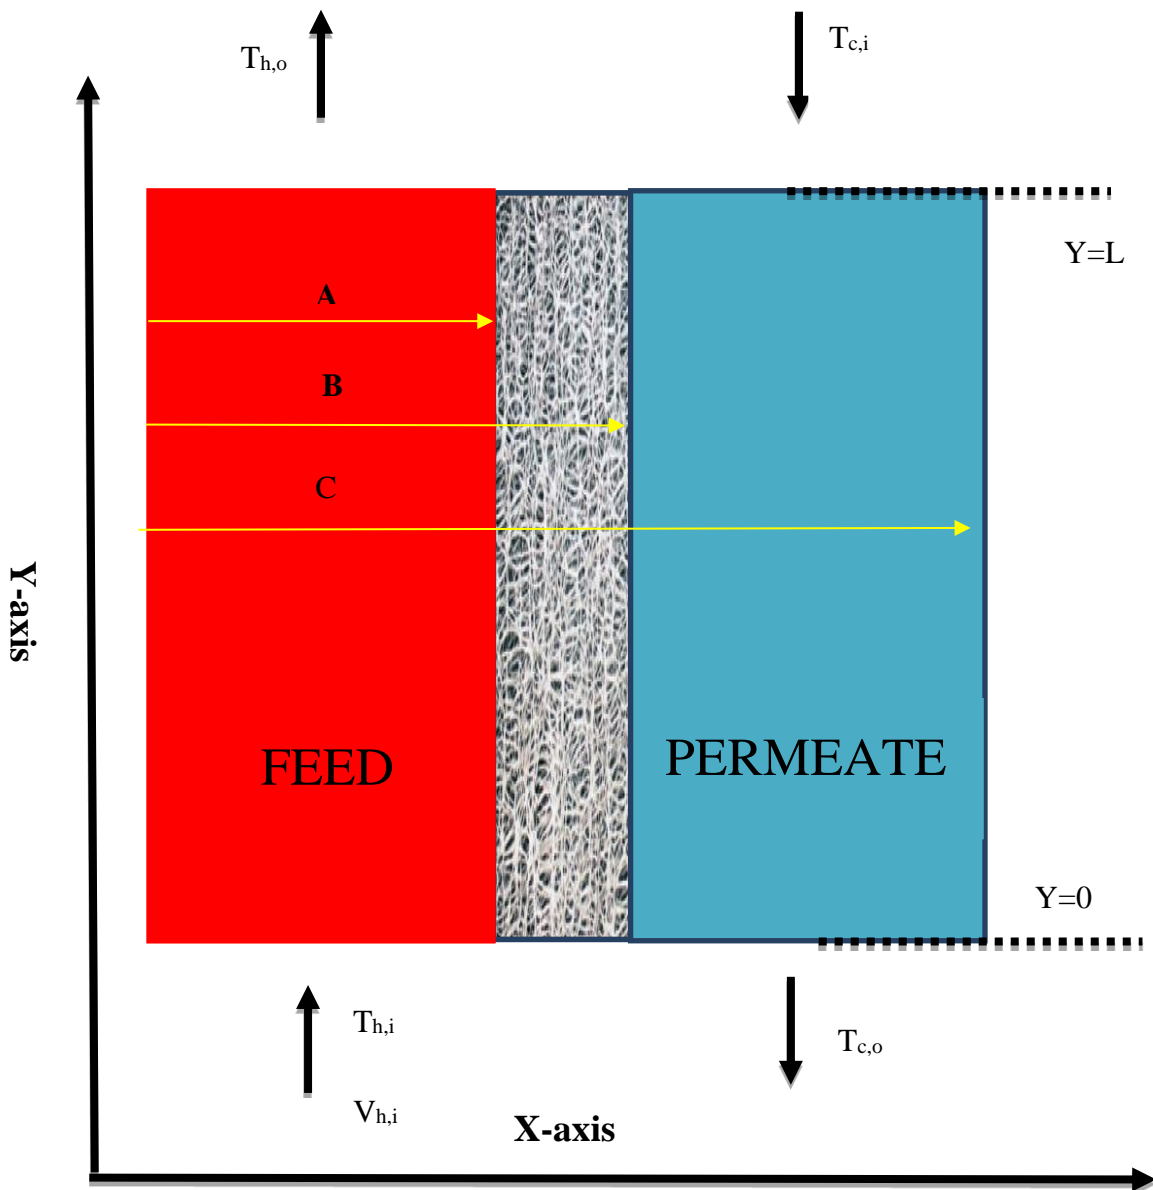 Th,o
Tc,i
Y=L
A
B
C
Y-axis
FEED
PERMEATE
Y=0
Th,i
Tc,o
Vh,i
X-axis